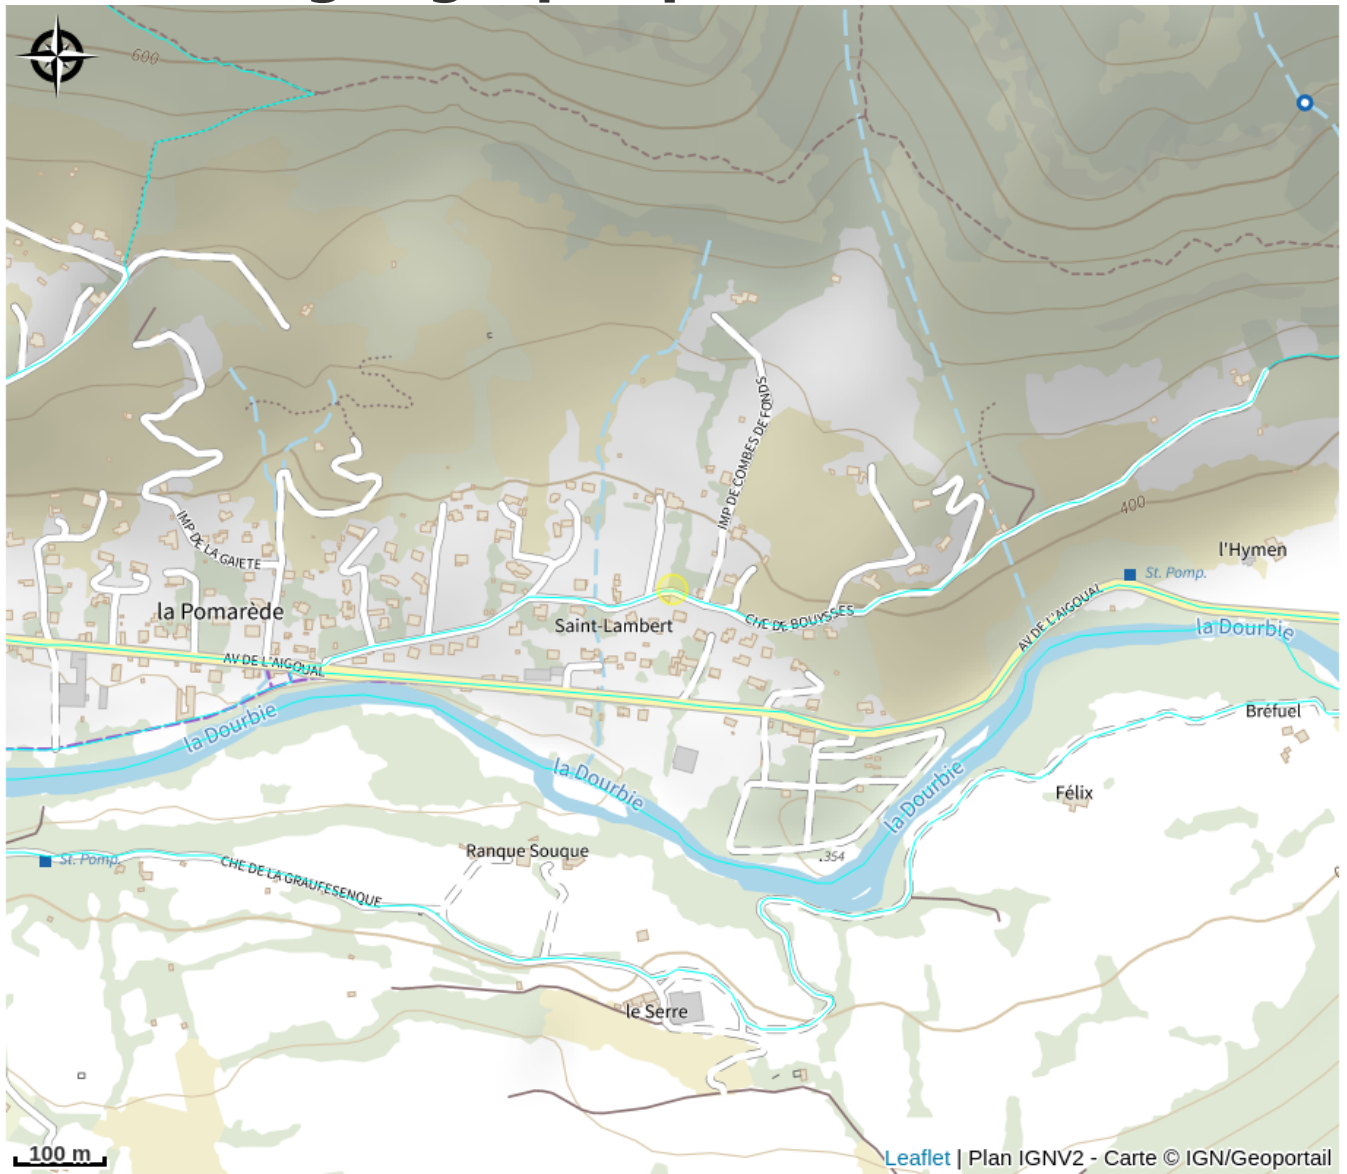 600
IMP DE COMBES DE FONDS
400
IMP DE LA GAIETE
l'Hymen
St. Pomp.
la Pomarède
Saint-Lambert
CHE DE BOUYSSES
AV DE L'AIGOUAL
la Dourbie
AV DE L'AIGOUAL
la Dourbie
Bréfuel
la Dourbie
Félix
la Dourbie
Ranque Souque
.354
St. Pomp.
CHE DE LA GRAUFESENQUE
le Serre
100 m
Leaflet | Plan IGNV2 - Carte © IGN/Geoportail